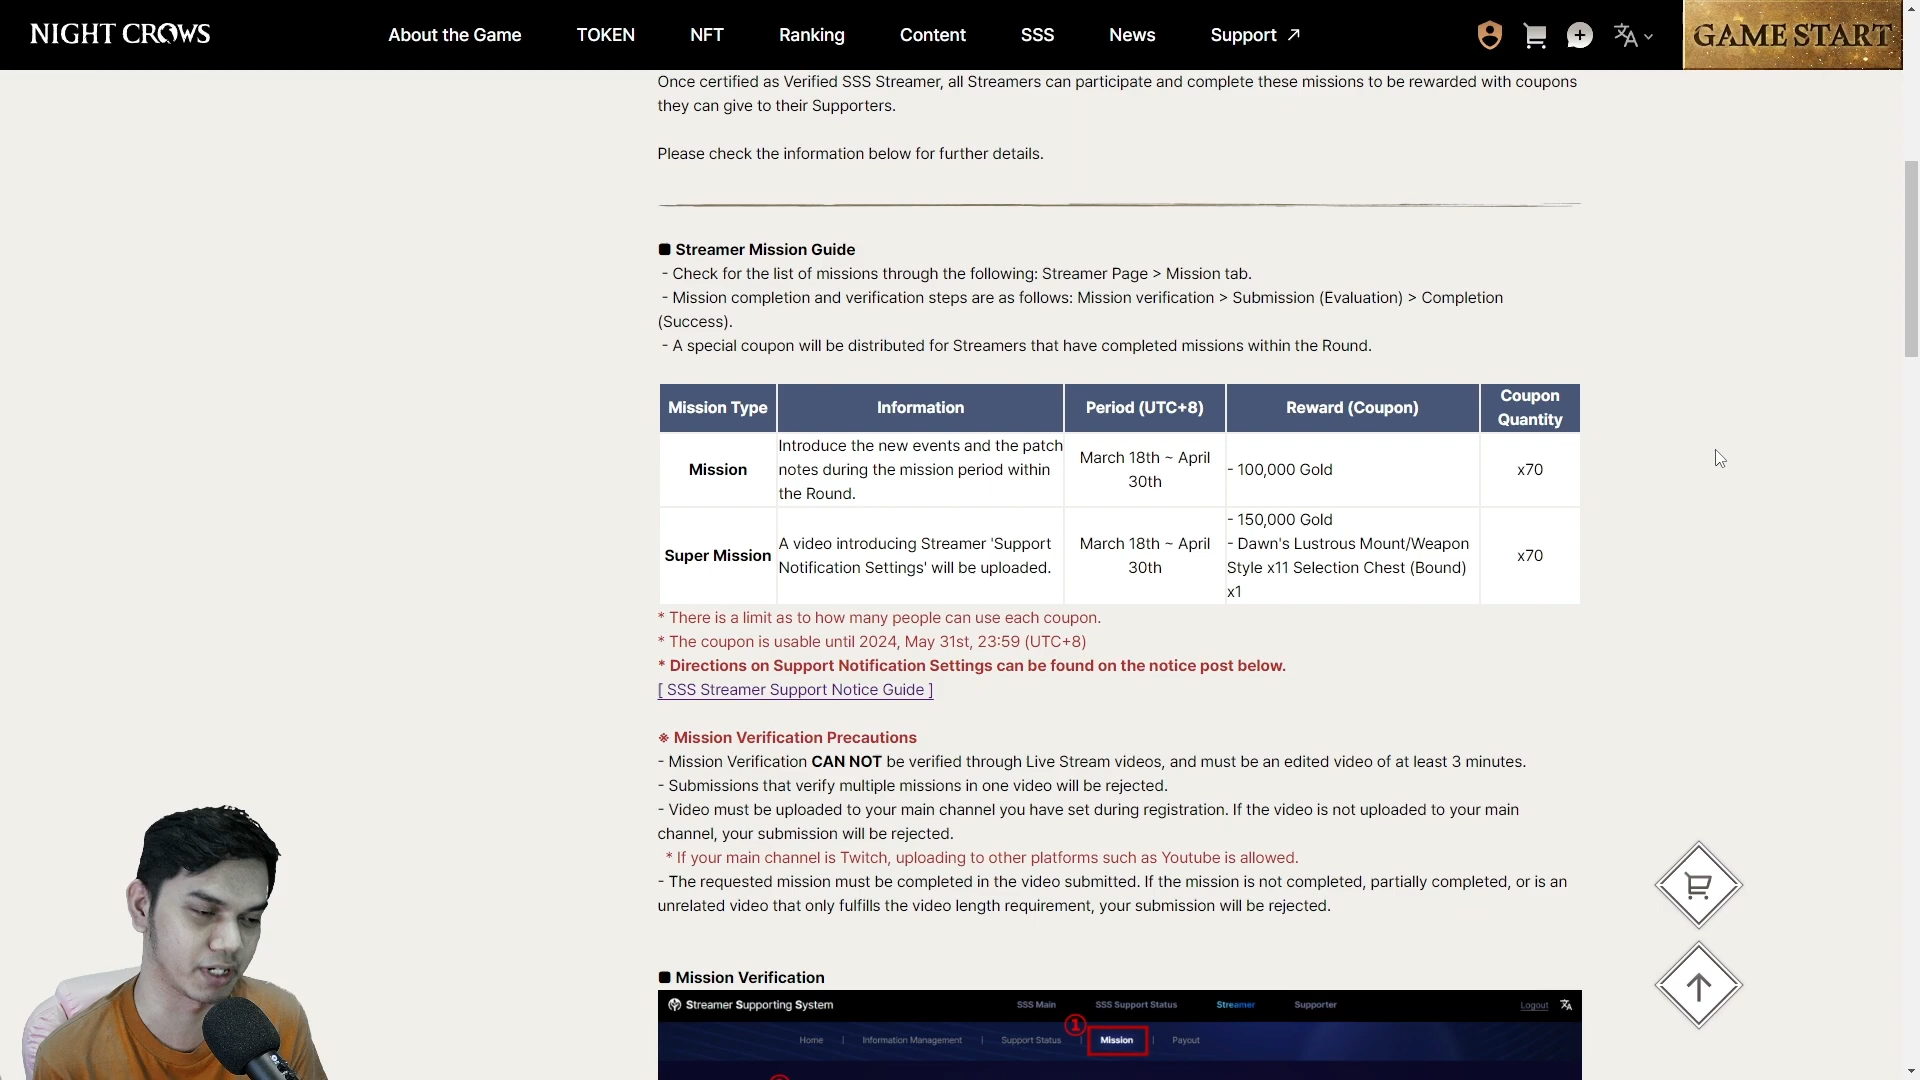 NIGHT CROWS
About the Game TOKEN NFT Ranking Content SSS News Support GAME START
Once certified as Verified SSS Streamer, all Streamers can participate and complete these missions to be rewarded with coupons
they can give to their Supporters.
Please check the information below for further details.
■ Streamer Mission Guide
- Check for the list of missions through the following: Streamer Page > Mission tab.
- Mission completion and verification steps are as follows: Mission verification > Submission (Evaluation) > Completion
(Success).
- A special coupon will be distributed for Streamers that have completed missions within the Round.
Mission Type Information Period (UTC+8) Reward (Coupon) Coupon
Quantity
Mission
Introduce the new events and the patch
notes during the mission period within
the Round.
March 18th ~ April
30th
- 100,000 Gold
x70
Super Mission
A video introducing Streamer 'Support
Notification Settings' will be uploaded.
March 18th ~ April
30th
- 150,000 Gold
- Dawn's Lustrous Mount/Weapon
Style x11 Selection Chest (Bound)
x1
x70
* There is a limit as to how many people can use each coupon.
* The coupon is usable until 2024, May 31st, 23:59 (UTC+8)
* Directions on Support Notification Settings can be found on the notice post below.
[ SSS Streamer Support Notice Guide ]
※ Mission Verification Precautions
- Mission Verification CAN NOT be verified through Live Stream videos, and must be an edited video of at least 3 minutes.
- Submissions that verify multiple missions in one video will be rejected.
- Video must be uploaded to your main channel you have set during registration. If the video is not uploaded to your main
channel, your submission will be rejected.
* If your main channel is Twitch, uploading to other platforms such as Youtube is allowed.
- The requested mission must be completed in the video submitted. If the mission is not completed, partially completed, or is an
unrelated video that only fulfills the video length requirement, your submission will be rejected.
■ Mission Verification
Streamer Supporting System SSS Main SSS Support Status Streamer Supporter Logout
①
Home | Information Management | Support Status | Mission | Payout